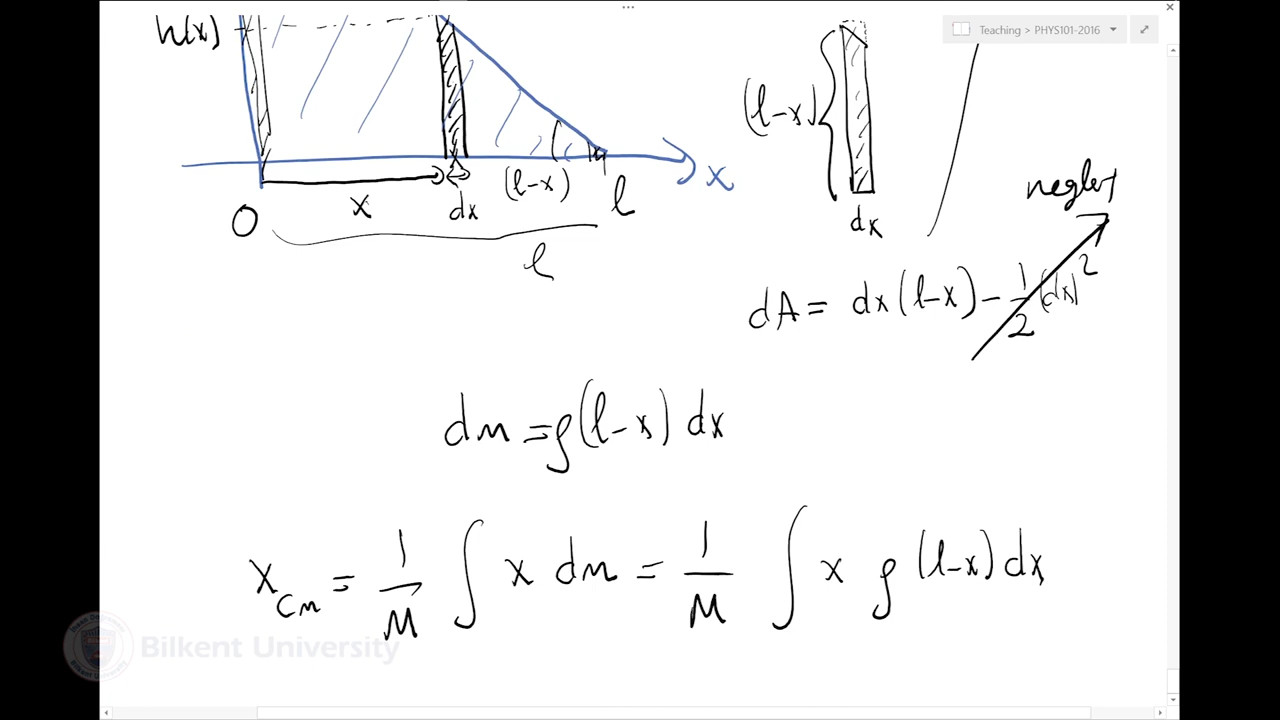 h(x)
Teaching > PHYS101-2016
(l-x)
x
(l-x)
l
0
x
dx
l
dx
neglect
dA = dx(l-x) - 1/2 (dx)²
dm = ρ(l-x) dx
x_cm = 1/M ∫ x dm = 1/M ∫ x ρ (l-x) dx
Bilkent University